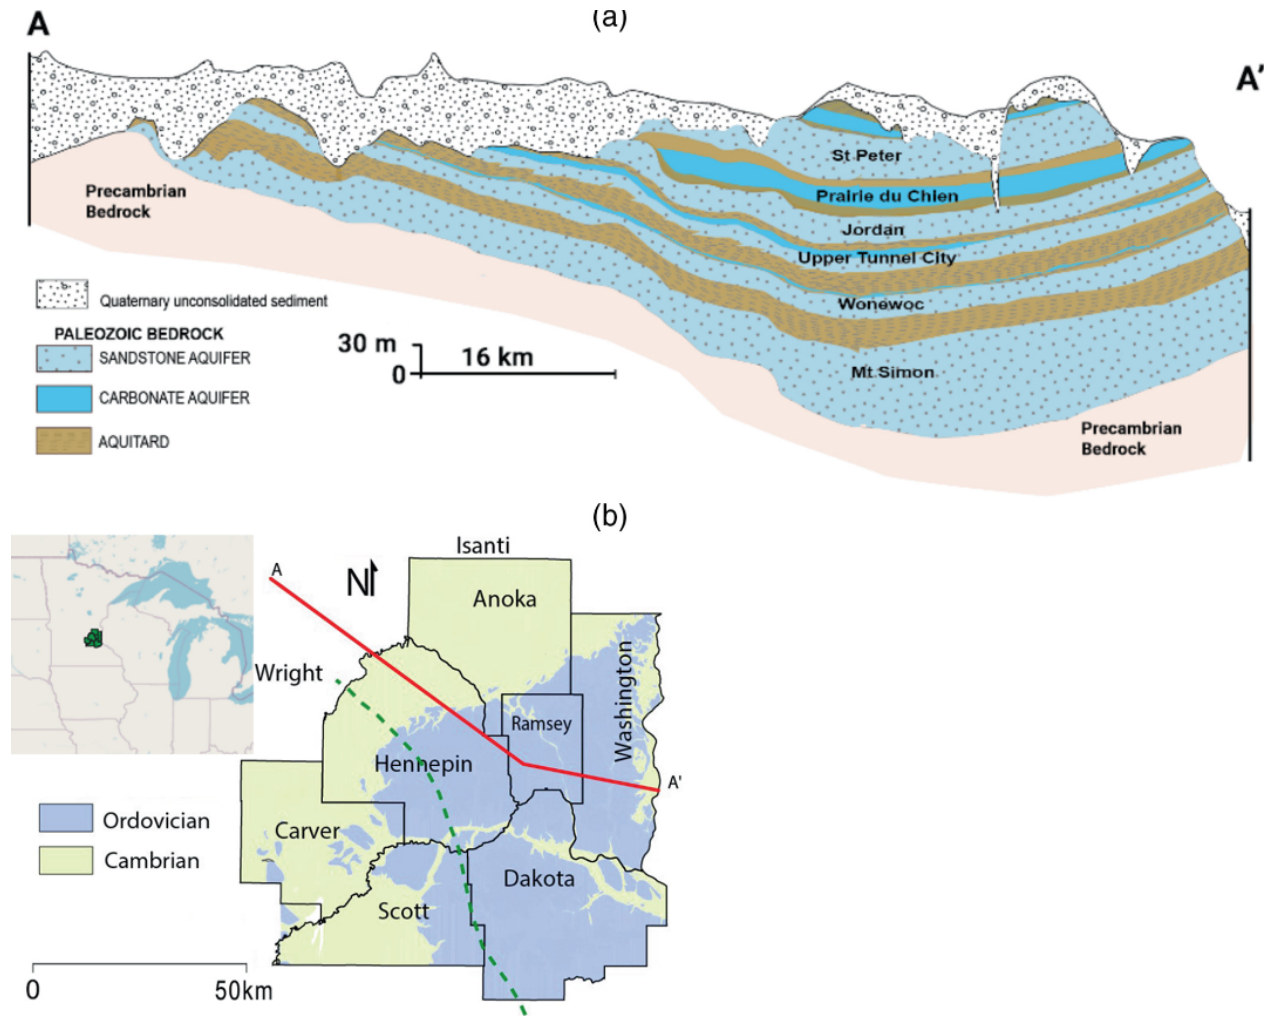 (a)
A
A'
St Peter
Prairie du Chien
Jordan
Upper Tunnel City
Wonewoc
Mt Simon
Precambrian
Bedrock
Precambrian
Bedrock
Quaternary unconsolidated sediment
PALEOZOIC BEDROCK
SANDSTONE AQUIFER
CARBONATE AQUIFER
AQUITARD
30 m
0
16 km
(b)
Isanti
A
N
Anoka
Wright
Washington
Ramsey
Hennepin
A'
Ordovician
Cambrian
Carver
Dakota
Scott
0
50km